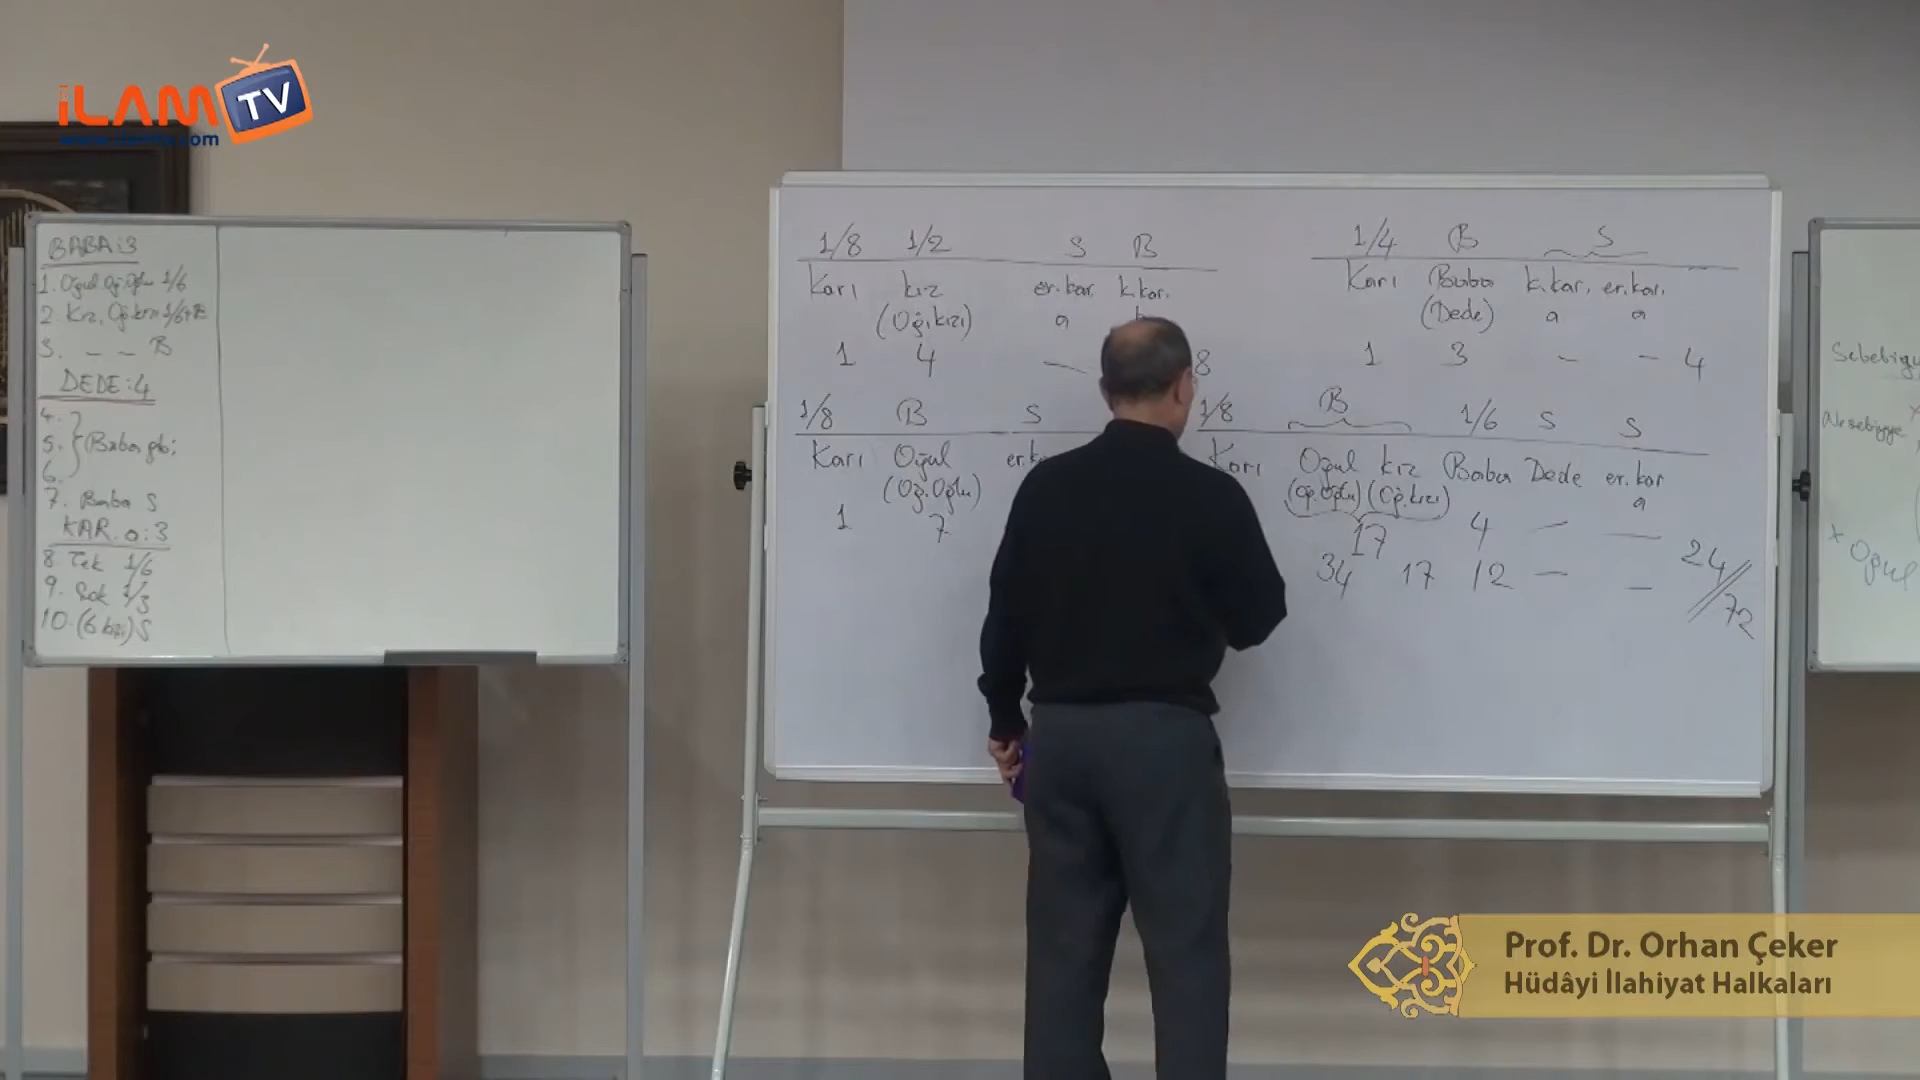 iLAM TV
BABA:3
1. Oğul Oğ.Oğlu 1/6
2 Kız, Oğ.kızı 1/6+B
3. – – B
DEDE:4
4.
5. } Baba gibi
6.
7. Baba S
KAR. a:3
8. Tek 1/6
9. Çok 1/3
10. (6 kişi) S
1/8 1/2 S B
Karı kız er.kar. k.kar.
(Oğ.kızı) a
1 4 — 8
1/4 B S
Karı Baba k.kar. er.kar.
(Dede) a a
1 3 – – 4
1/8 B S
Karı Oğul
(Oğ.Oğlu)
1 7
1/8 B 1/6 S S
Karı Oğul kız Baba Dede er.kar
(Oğ.Oğlu) (Oğ.kızı) a
17 4 — — 24
34 17 12 — – 72
Nesebiyye
* Oğul
Prof. Dr. Orhan Çeker
Hüdâyi İlahiyat Halkaları